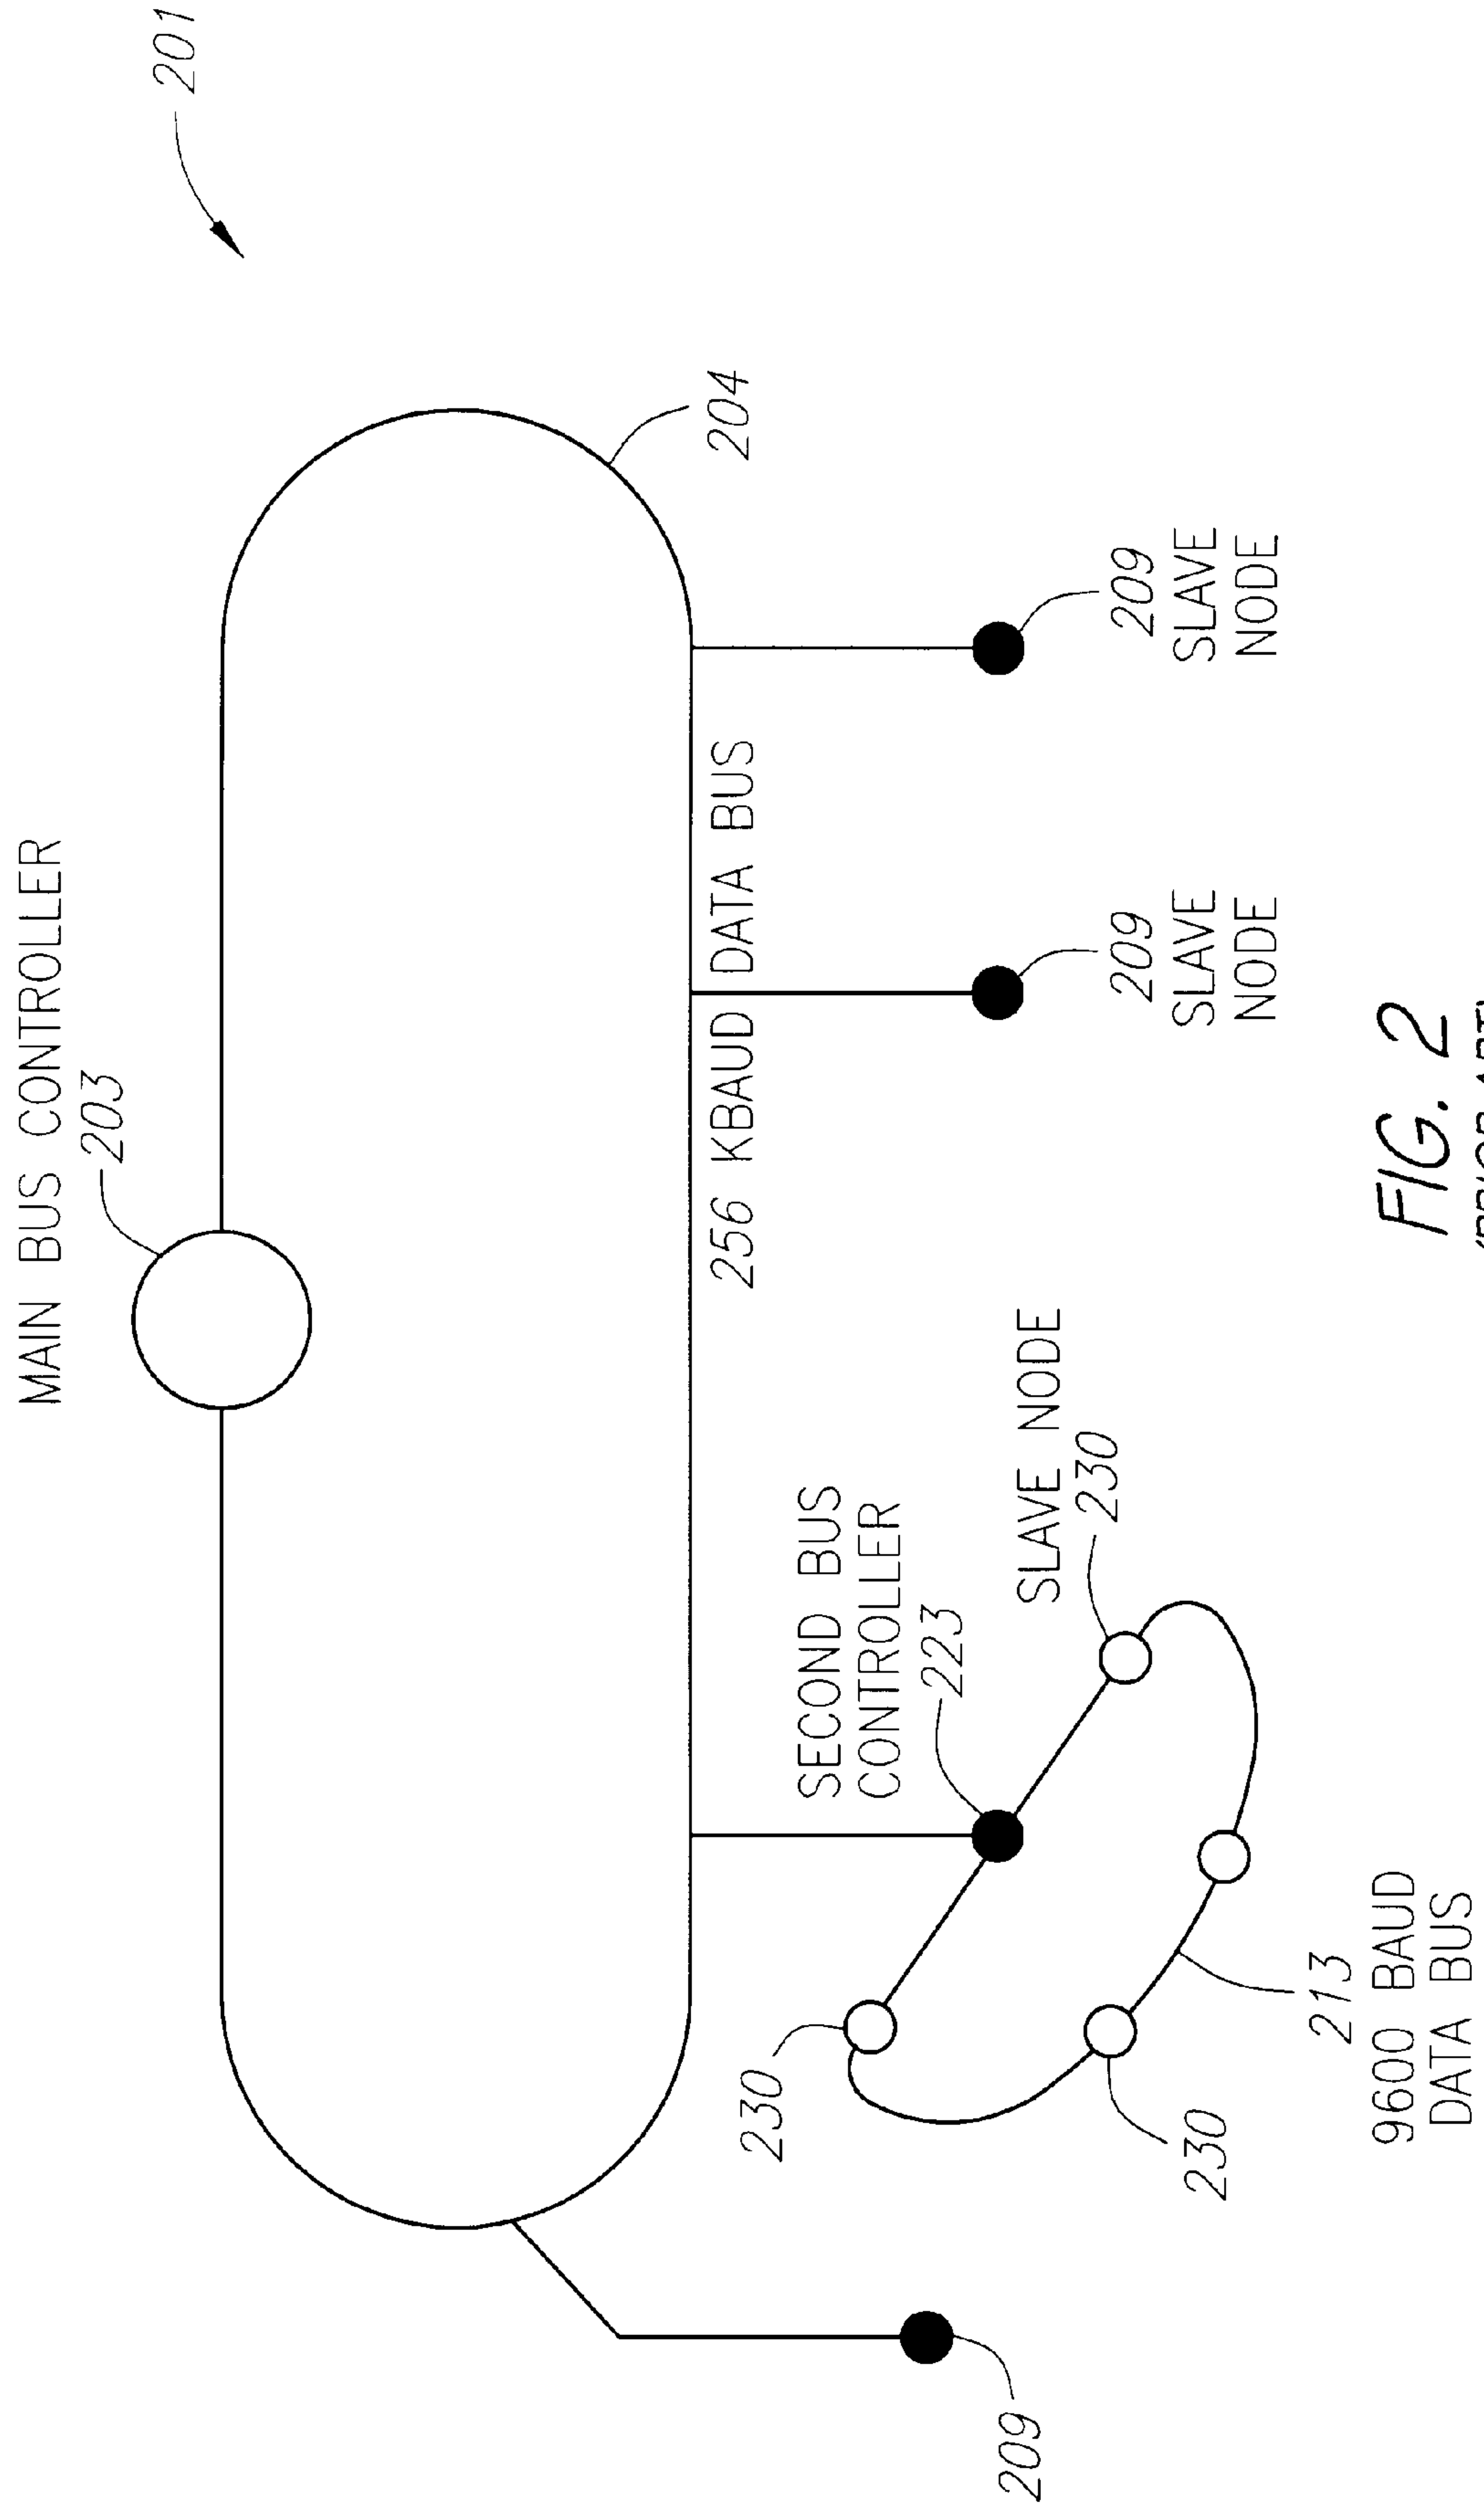 201
MAIN BUS CONTROLLER
203
204
256 KBAUD DATA BUS
209
SLAVE
NODE
209
SLAVE
NODE
SECOND BUS
CONTROLLER
223
SLAVE NODE
230
230
230
213
9600 BAUD
DATA BUS
209
FIG. 2